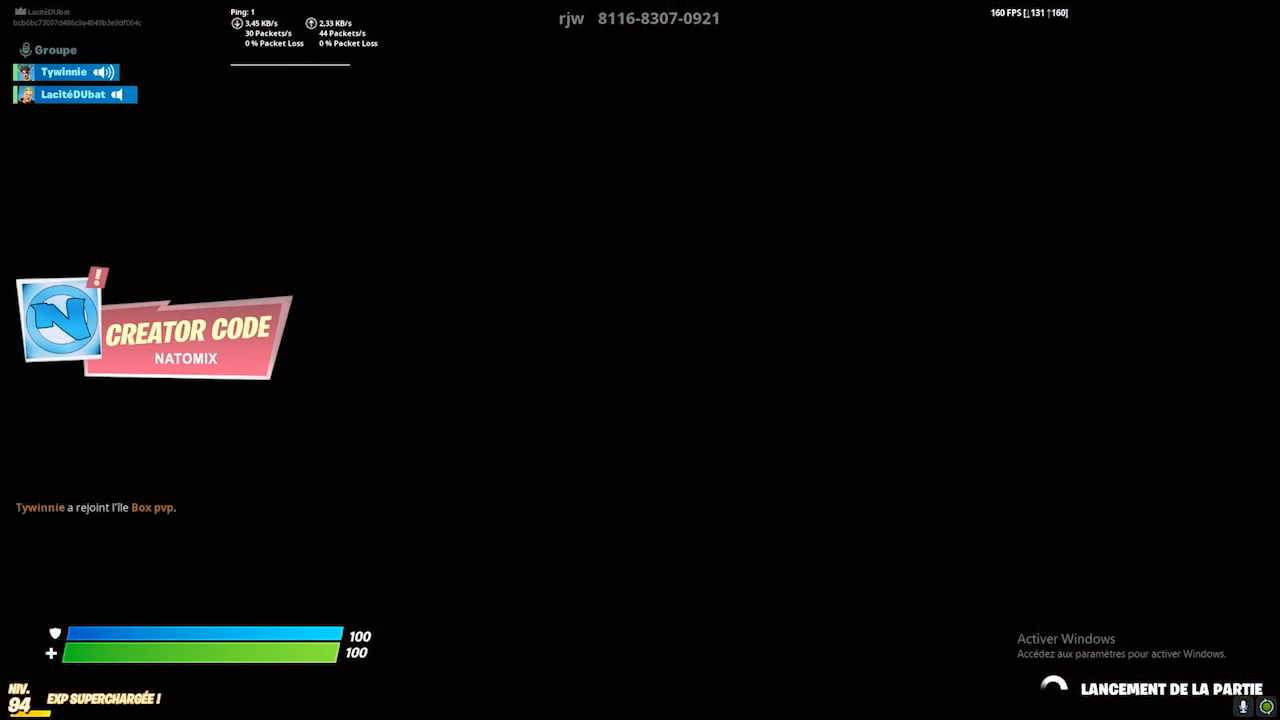 LacitéDUbat
Ping: 1
3,45 KB/s
2,33 KB/s
30 Packets/s
44 Packets/s
0 % Packet Loss
0 % Packet Loss
rjw 8116-8307-0921
160 FPS [↓131 ↑160]
Groupe
Tywinnie
LacitéDUbat
!
N
CREATOR CODE
NATOMIX
Tywinnie a rejoint l'île Box pvp.
100
100
Activer Windows
Accédez aux paramètres pour activer Windows.
NIV.
94
EXP SUPERCHARGÉE !
LANCEMENT DE LA PARTIE